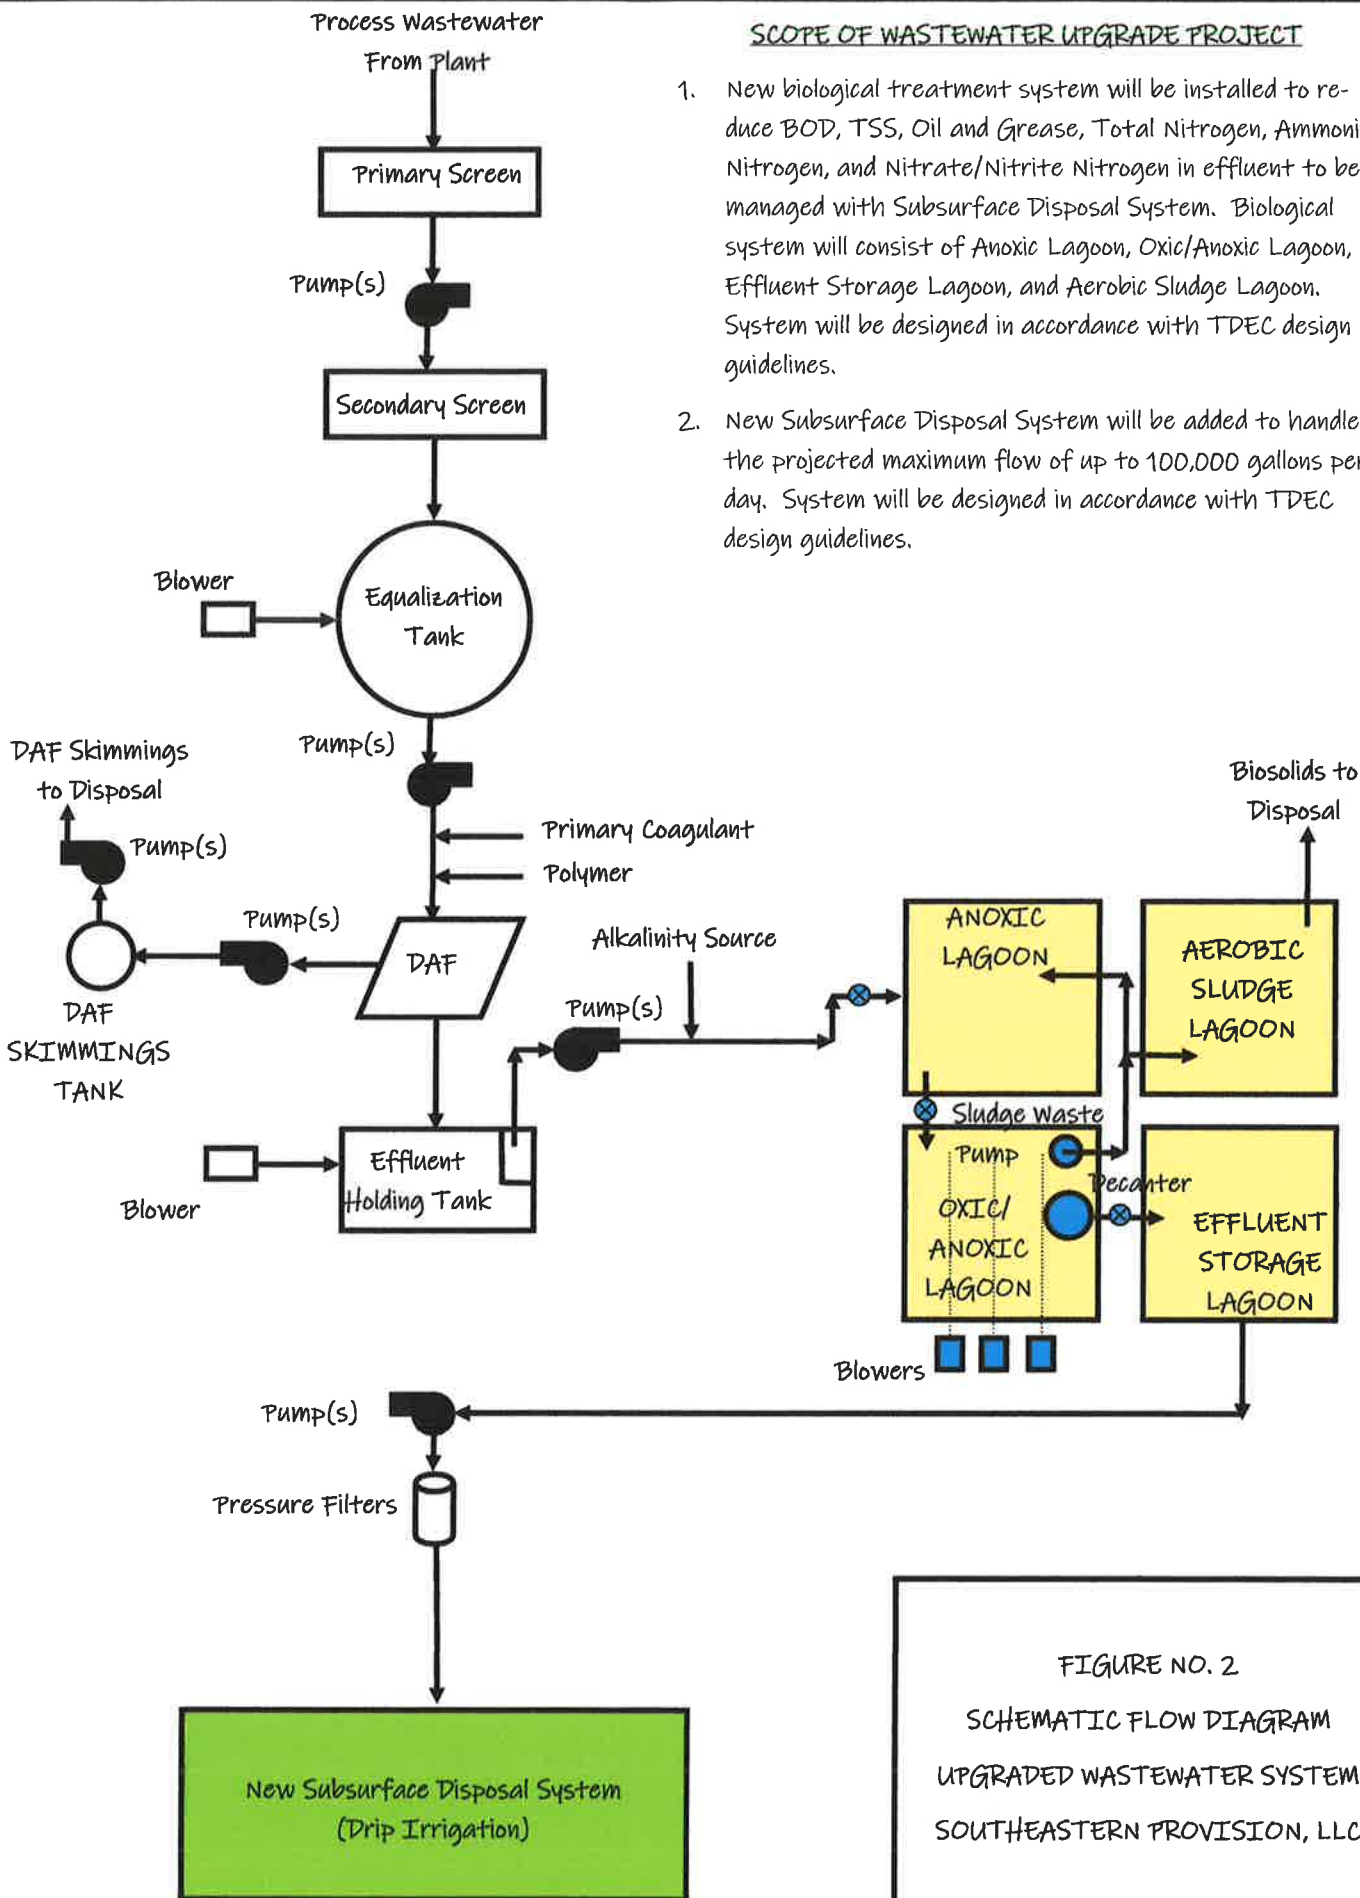 Process Wastewater
From Plant
SCOPE OF WASTEWATER UPGRADE PROJECT
1. New biological treatment system will be installed to re-
duce BOD, TSS, Oil and Grease, Total Nitrogen, Ammoni
Nitrogen, and Nitrate/Nitrite Nitrogen in effluent to be
managed with Subsurface Disposal System. Biological
system will consist of Anoxic Lagoon, Oxic/Anoxic Lagoon,
Effluent Storage Lagoon, and Aerobic Sludge Lagoon.
System will be designed in accordance with TDEC design
guidelines.
2. New Subsurface Disposal System will be added to handle
the projected maximum flow of up to 100,000 gallons per
day. System will be designed in accordance with TDEC
design guidelines.
Primary Screen
Pump(s)
Secondary Screen
Blower
Equalization
Tank
Pump(s)
DAF Skimmings
to Disposal
Pump(s)
Primary Coagulant
Polymer
Pump(s)
DAF
DAF
SKIMMINGS
TANK
Alkalinity Source
Pump(s)
Blower
Effluent
Holding Tank
Biosolids to
Disposal
ANOXIC
LAGOON
AEROBIC
SLUDGE
LAGOON
Sludge Waste
Pump
Decanter
OXIC/
ANOXIC
LAGOON
EFFLUENT
STORAGE
LAGOON
Blowers
Pump(s)
Pressure Filters
New Subsurface Disposal System
(Drip Irrigation)
FIGURE NO. 2
SCHEMATIC FLOW DIAGRAM
UPGRADED WASTEWATER SYSTEM
SOUTHEASTERN PROVISION, LLC